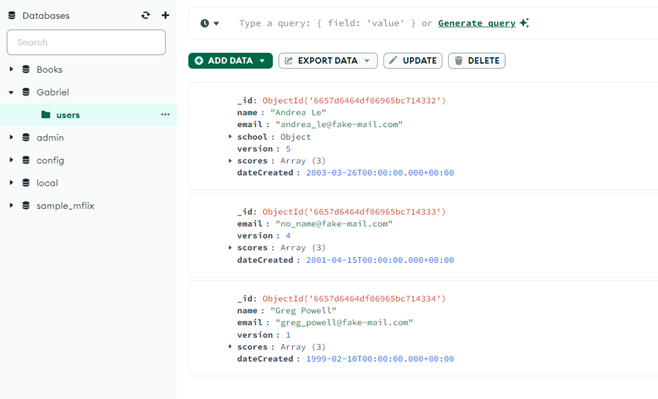 Databases
Search
Books
Gabriel
users
admin
config
local
sample_mflix
Type a query: { field: 'value' } or Generate query
ADD DATA
EXPORT DATA
UPDATE
DELETE
_id: ObjectId('6657d6464df06965bc714332')
name: "Andrea Le"
email: "andrea_le@fake-mail.com"
school: Object
version: 5
scores: Array (3)
dateCreated: 2003-03-26T00:00:00.000+00:00
_id: ObjectId('6657d6464df06965bc714333')
email: "no_name@fake-mail.com"
version: 4
scores: Array (3)
dateCreated: 2001-04-15T00:00:00.000+00:00
_id: ObjectId('6657d6464df06965bc714334')
name: "Greg Powell"
email: "greg_powell@fake-mail.com"
version: 1
scores: Array (3)
dateCreated: 1999-02-10T00:00:00.000+00:00